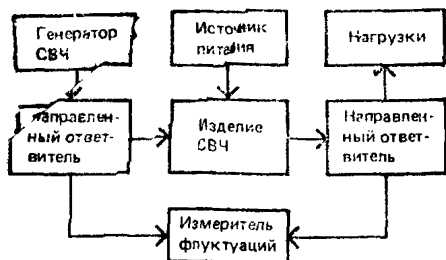 Генератор
СВЧ
Источник
питания
Нагрузки
Направлен-
ный ответ-
витель
Изделие
СВЧ
Направлен-
ный ответ-
витель
Измеритель
флуктуаций